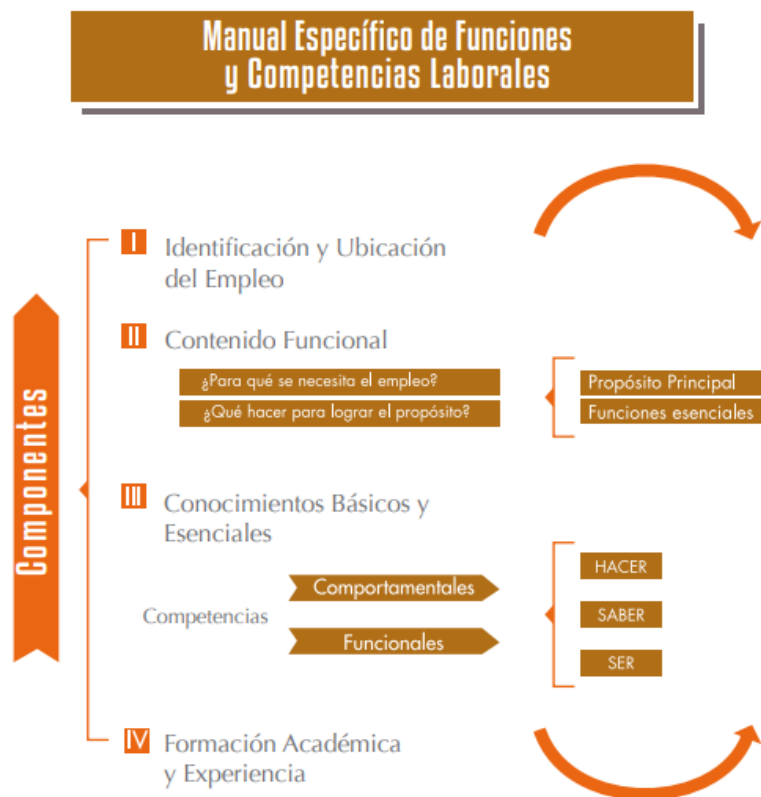 Manual Específico de Funciones
y Competencias Laborales
Componentes
I Identificación y Ubicación
del Empleo
II Contenido Funcional
¿Para qué se necesita el empleo?
¿Qué hacer para lograr el propósito?
Propósito Principal
Funciones esenciales
III Conocimientos Básicos y
Esenciales
Competencias
Comportamentales
Funcionales
HACER
SABER
SER
IV Formación Académica
y Experiencia